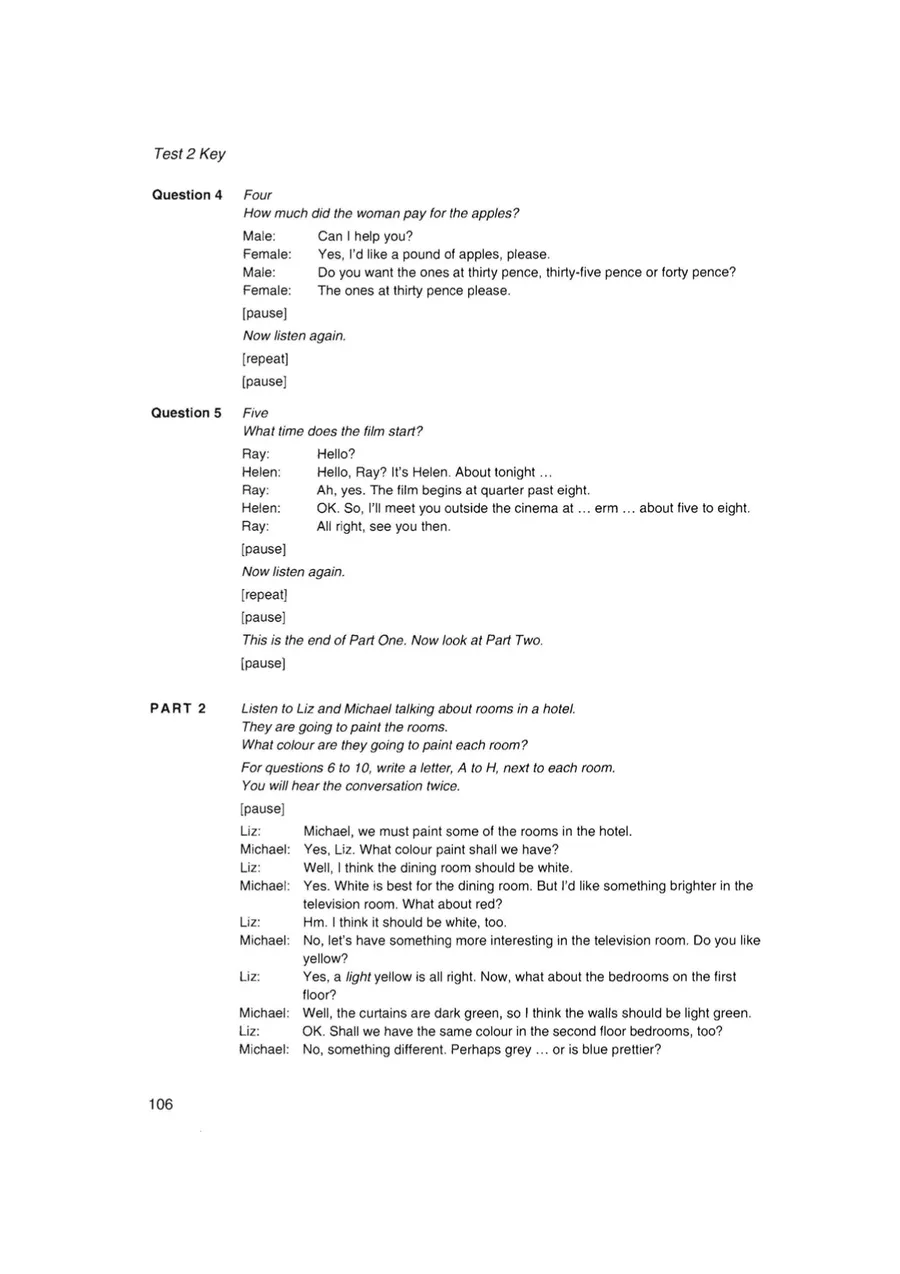 Test 2 Key
Question 4 Four
How much did the woman pay for the apples?
Male: Can I help you?
Female: Yes, I'd like a pound of apples, please.
Male: Do you want the ones at thirty pence, thirty-five pence or forty pence?
Female: The ones at thirty pence please.
[pause]
Now listen again.
[repeat]
[pause]
Question 5 Five
What time does the film start?
Ray: Hello?
Helen: Hello, Ray? It's Helen. About tonight ...
Ray: Ah, yes. The film begins at quarter past eight.
Helen: OK. So, I'll meet you outside the cinema at ... erm ... about five to eight.
Ray: All right, see you then.
[pause]
Now listen again.
[repeat]
[pause]
This is the end of Part One. Now look at Part Two.
[pause]
PART 2 Listen to Liz and Michael talking about rooms in a hotel.
They are going to paint the rooms.
What colour are they going to paint each room?
For questions 6 to 10, write a letter, A to H, next to each room.
You will hear the conversation twice.
[pause]
Liz: Michael, we must paint some of the rooms in the hotel.
Michael: Yes, Liz. What colour paint shall we have?
Liz: Well, I think the dining room should be white.
Michael: Yes. White is best for the dining room. But I'd like something brighter in the
television room. What about red?
Liz: Hm. I think it should be white, too.
Michael: No, let's have something more interesting in the television room. Do you like
yellow?
Liz: Yes, a light yellow is all right. Now, what about the bedrooms on the first
floor?
Michael: Well, the curtains are dark green, so I think the walls should be light green.
Liz: OK. Shall we have the same colour in the second floor bedrooms, too?
Michael: No, something different. Perhaps grey ... or is blue prettier?
106